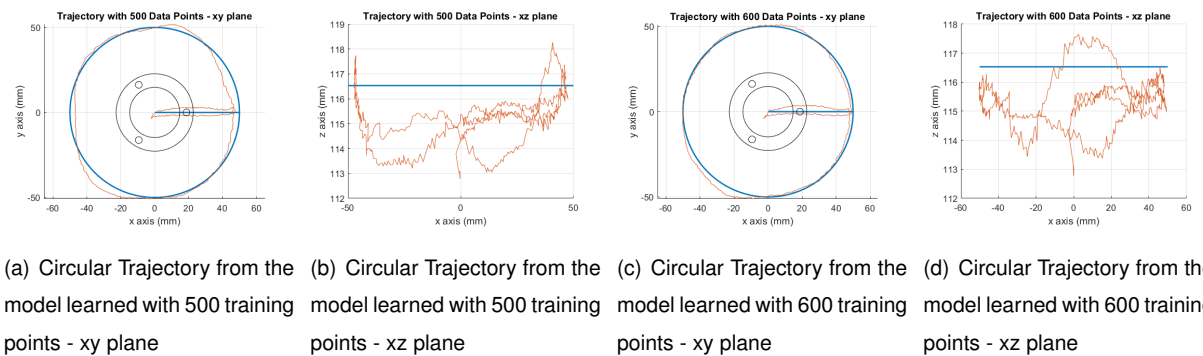 Trajectory with 500 Data Points - xy plane
50
0
-50
y axis (mm)
-60 -40 -20 0 20 40 60
x axis (mm)
Trajectory with 500 Data Points - xz plane
119
118
117
116
115
114
113
112
z axis (mm)
-50 0 50
x axis (mm)
Trajectory with 600 Data Points - xy plane
50
0
-50
y axis (mm)
-60 -40 -20 0 20 40 60
x axis (mm)
Trajectory with 600 Data Points - xz plane
118
117
116
115
114
113
112
z axis (mm)
-60 -40 -20 0 20 40 60
x axis (mm)
(a) Circular Trajectory from the
model learned with 500 training
points - xy plane
(b) Circular Trajectory from the
model learned with 500 training
points - xz plane
(c) Circular Trajectory from the
model learned with 600 training
points - xy plane
(d) Circular Trajectory from the
model learned with 600 training
points - xz plane